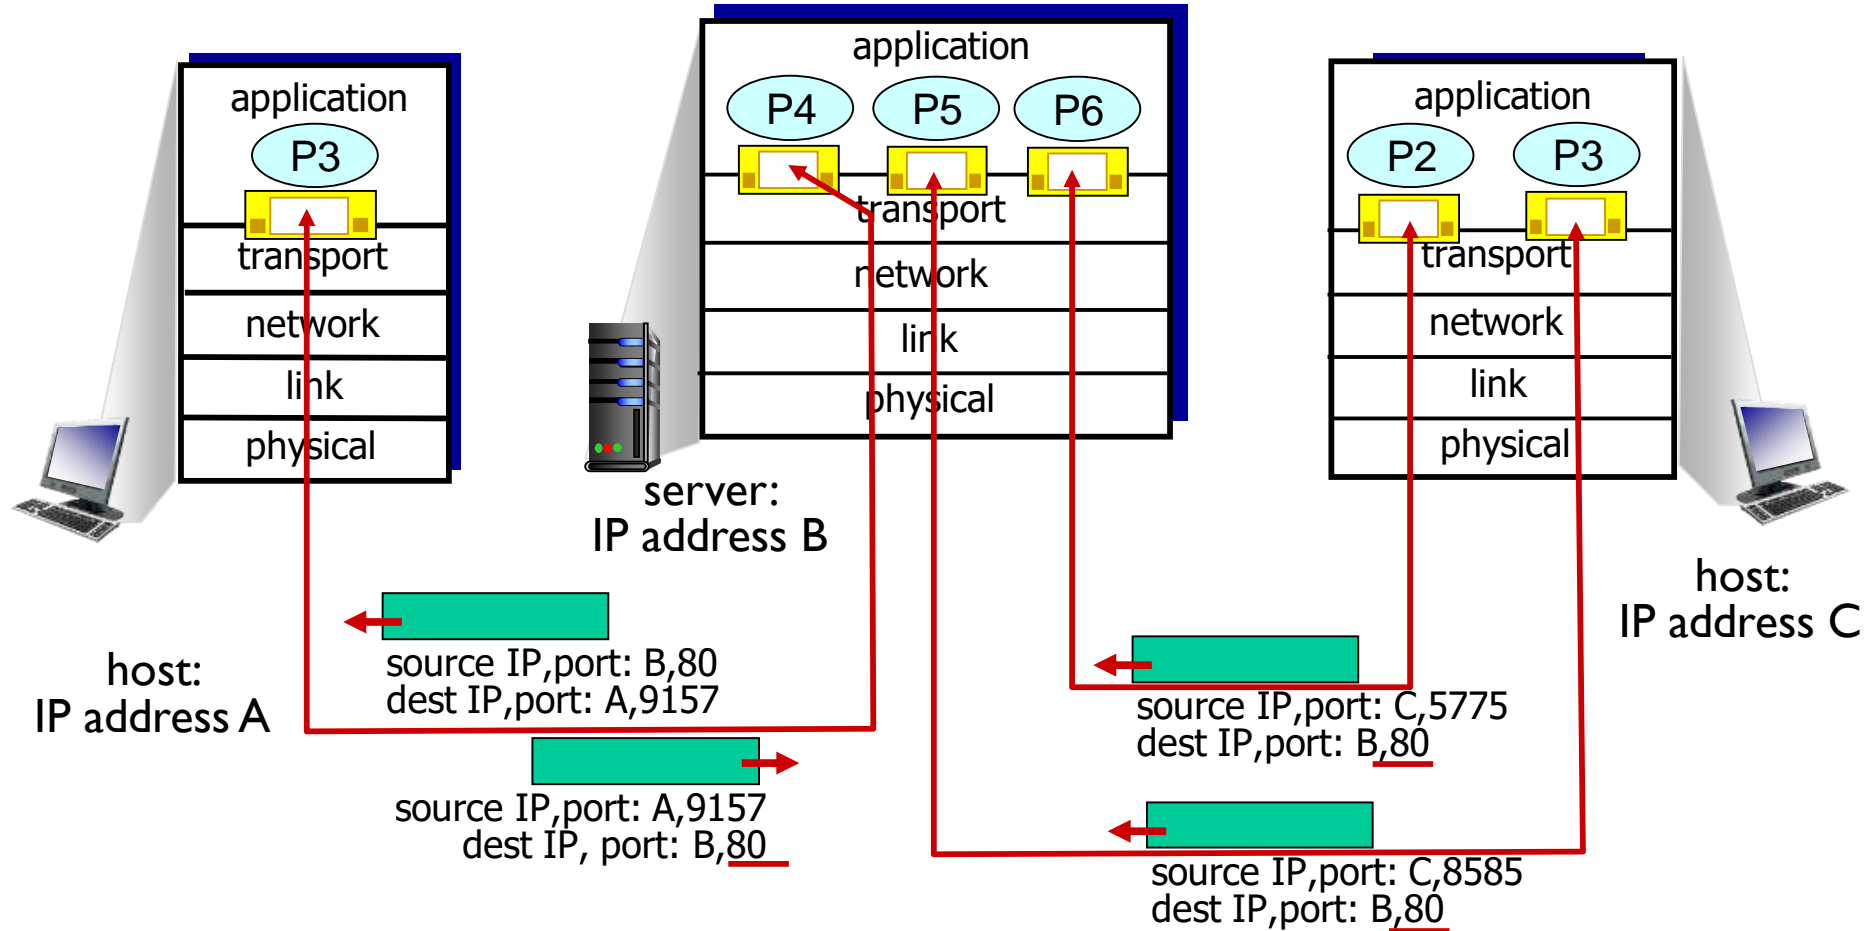 application
P3
transport
network
link
physical
host:
IP address A
application
P4
P5
P6
transport
network
link
physical
server:
IP address B
application
P2
P3
transport
network
link
physical
host:
IP address C
source IP,port: B,80
dest IP,port: A,9157
source IP,port: A,9157
dest IP, port: B,80
source IP,port: C,5775
dest IP,port: B,80
source IP,port: C,8585
dest IP,port: B,80